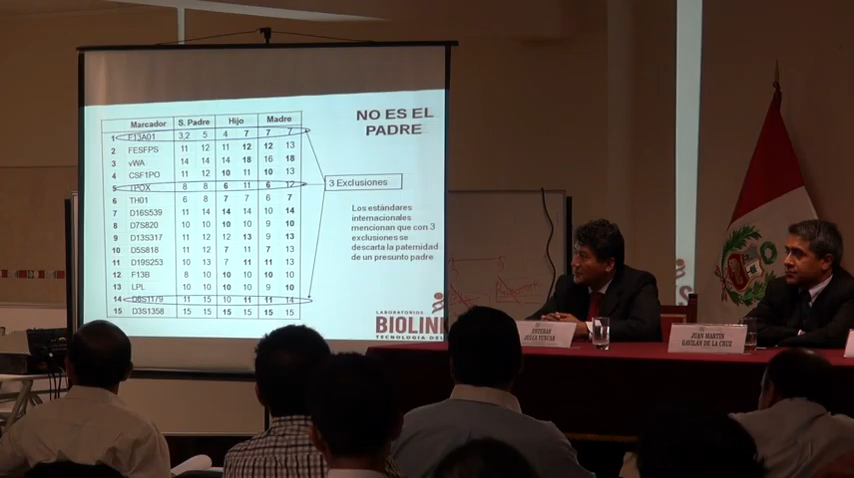 NO ES EL
PADRE
Marcador S. Padre Hijo Madre
1 F13A01 3,2 5 4 7 7 7
2 FESFPS 11 12 11 12 12 13
3 vWA 14 14 14 18 16 18
4 CSF1PO 11 12 10 11 10 13
5 TPOX 8 8 6 11 6 12
6 TH01 6 8 7 7 6 7
7 D16S539 11 14 14 14 10 14
8 D7S820 10 10 10 10 9 10
9 D13S317 11 12 12 13 9 13
10 D5S818 11 12 7 11 7 13
11 D19S253 10 13 7 11 11 13
12 F13B 8 10 10 10 10 10
13 LPL 10 10 10 10 9 10
14 D8S1179 11 15 10 11 11 14
15 D3S1358 15 15 15 15 15 15
3 Exclusiones
Los estándares
internacionales
mencionan que con 3
exclusiones se
descarta la paternidad
de un presunto padre
LABORATORIOS
BIOLIN
TECNOLOGÍA DEL
ESTEBAN
JUAN MARTÍN
GAVILAN DE LA CRUZ